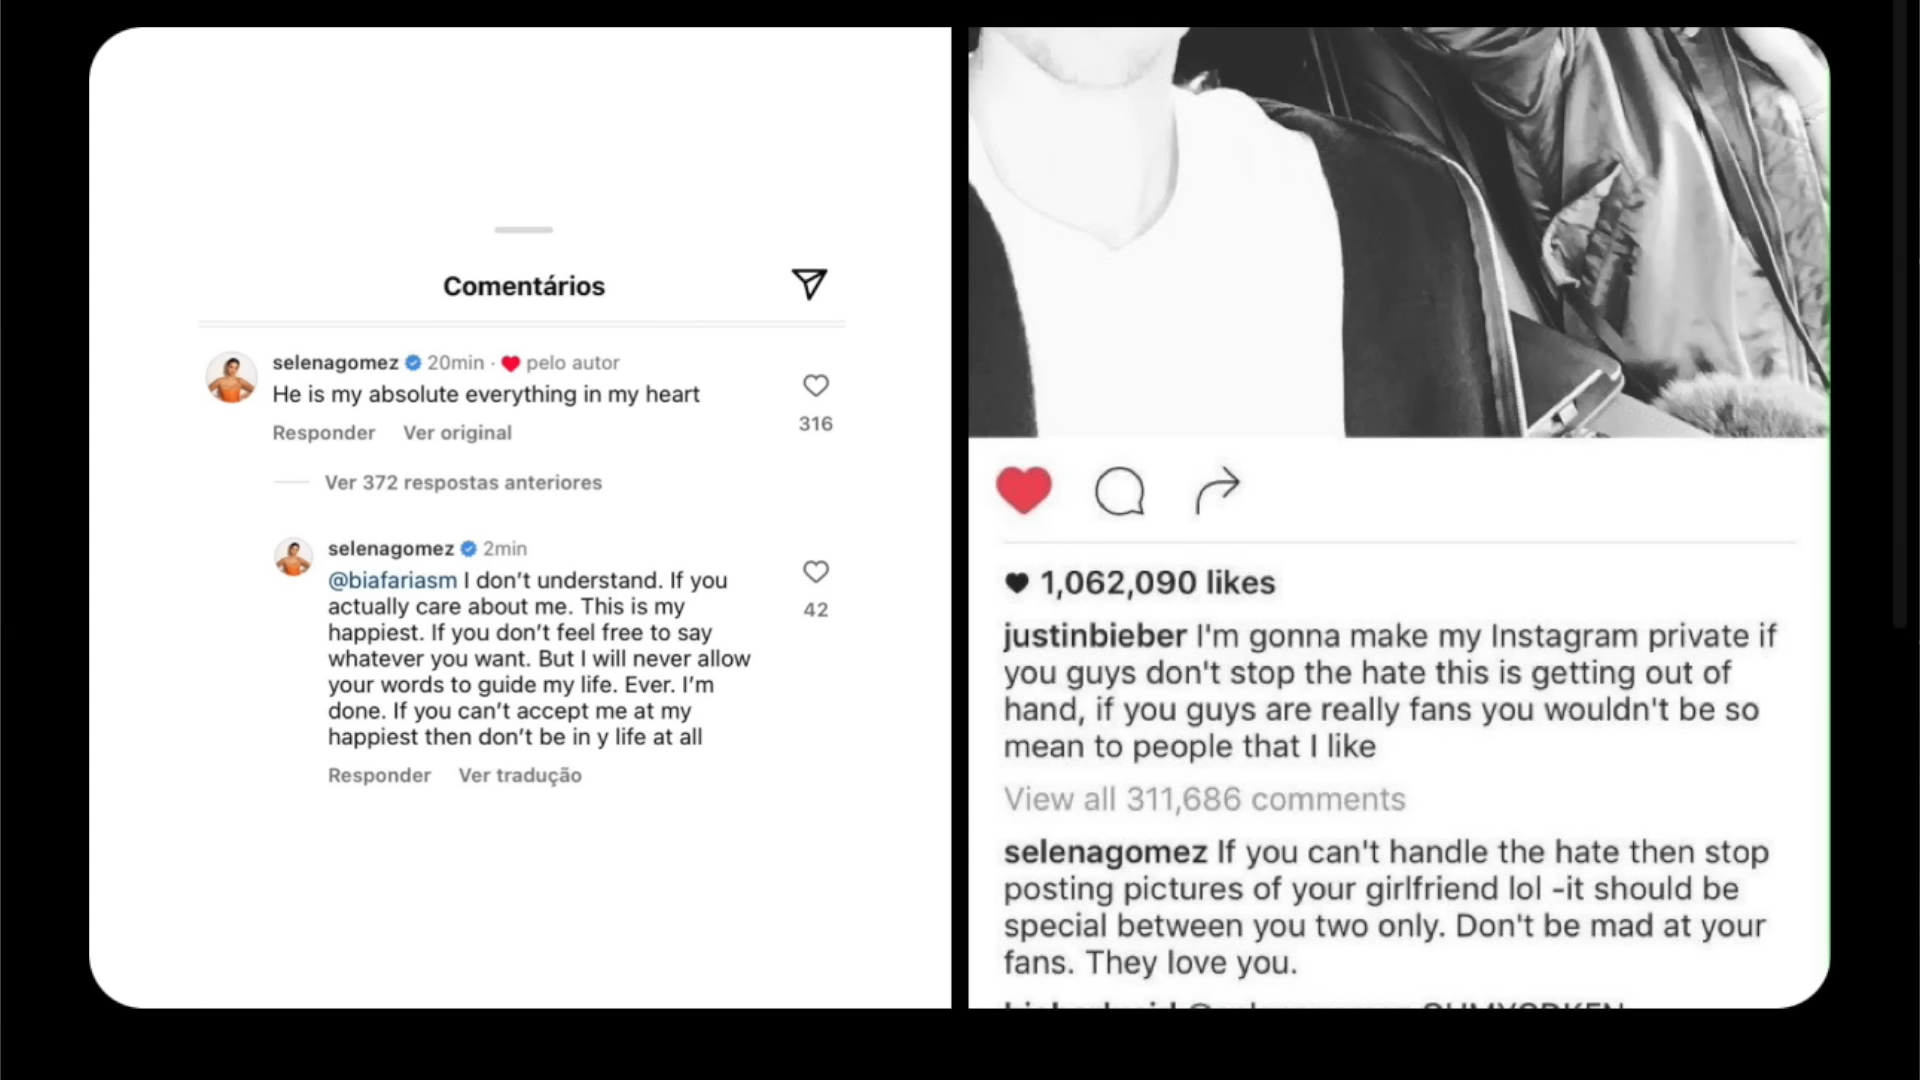 Comentários
selenagomez 20min · pelo autor
He is my absolute everything in my heart
316
Responder Ver original
Ver 372 respostas anteriores
selenagomez 2min
@biafariasm I don’t understand. If you
actually care about me. This is my
happiest. If you don’t feel free to say
whatever you want. But I will never allow
your words to guide my life. Ever. I’m
done. If you can’t accept me at my
happiest then don’t be in y life at all
42
Responder Ver tradução
1,062,090 likes
justinbieber I'm gonna make my Instagram private if
you guys don't stop the hate this is getting out of
hand, if you guys are really fans you wouldn't be so
mean to people that I like
View all 311,686 comments
selenagomez If you can't handle the hate then stop
posting pictures of your girlfriend lol -it should be
special between you two only. Don't be mad at your
fans. They love you.